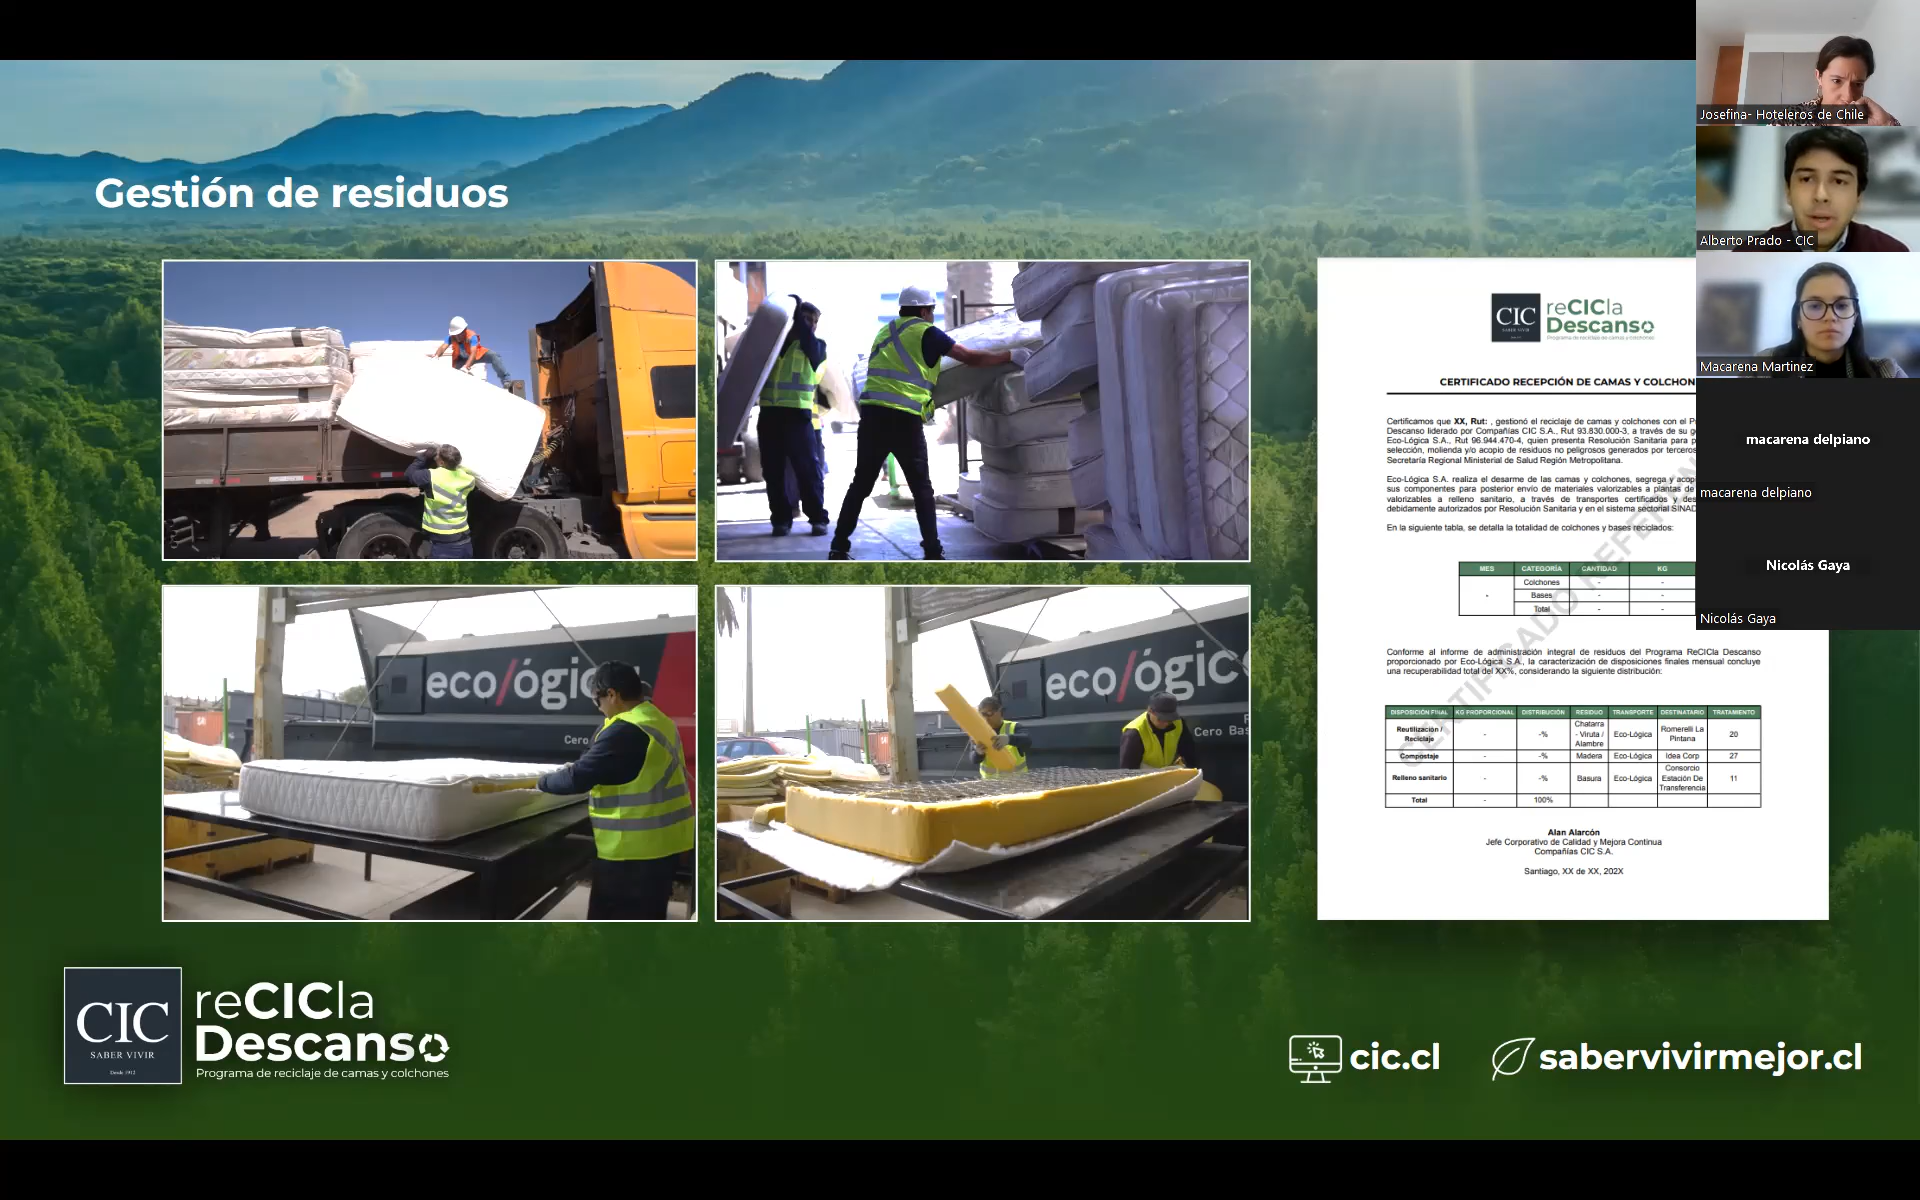 Gestión de residuos
eco/ógic
Cero
eco/ógic
Cero Bas
CIC
SABER VIVIR
reCICla
Descanso
Programa de reciclaje de camas y colchones
CERTIFICADO RECEPCIÓN DE CAMAS Y COLCHON
Certificamos que XX, Rut: , gestionó el reciclaje de camas y colchones con el P
Descanso liderado por Compañías CIC S.A., Rut 93.830.000-3, a través de su g
Eco-Lógica S.A., Rut 96.944.470-4, quien presenta Resolución Sanitaria para p
selección, molienda y/o acopio de residuos no peligrosos generados por terceros
Secretaría Regional Ministerial de Salud Región Metropolitana.
Eco-Lógica S.A. realiza el desarme de las camas y colchones, segrega y acop
sus componentes para posterior envío de materiales valorizables a plantas de
valorizables a relleno sanitario, a través de transportes certificados y des
debidamente autorizados por Resolución Sanitaria y en el sistema sectorial SINAD
En la siguiente tabla, se detalla la totalidad de colchones y bases reciclados:
MES CATEGORÍA CANTIDAD KG
- Colchones - -
Bases - -
Total - -
Conforme al informe de administración integral de residuos del Programa ReCICla Descanso
proporcionado por Eco-Lógica S.A., la caracterización de disposiciones finales mensual concluye
una recuperabilidad total del XX%, considerando la siguiente distribución:
DISPOSICIÓN FINAL KG PROPORCIONAL DISTRIBUCIÓN RESIDUO TRANSPORTE DESTINATARIO TRATAMIENTO
Reutilización / Reciclaje - -% Chatarra - Viruta / Alambre Eco-Lógica Romerelli La Pintana 20
Compostaje - -% Madera Eco-Lógica Idea Corp 27
Relleno sanitario - -% Basura Eco-Lógica Consorcio Estación De Transferencia 11
Total - 100%
CERTIFICADO REFEREN
Alan Alarcón
Jefe Corporativo de Calidad y Mejora Continua
Compañías CIC S.A.
Santiago, XX de XX, 202X
Josefina- Hoteleros de Chile
Alberto Prado - CIC
Macarena Martinez
macarena delpiano
macarena delpiano
Nicolás Gaya
Nicolás Gaya
CIC
SABER VIVIR
Desde 1912
reCICla
Descanso
Programa de reciclaje de camas y colchones
cic.cl
sabervivirmejor.cl